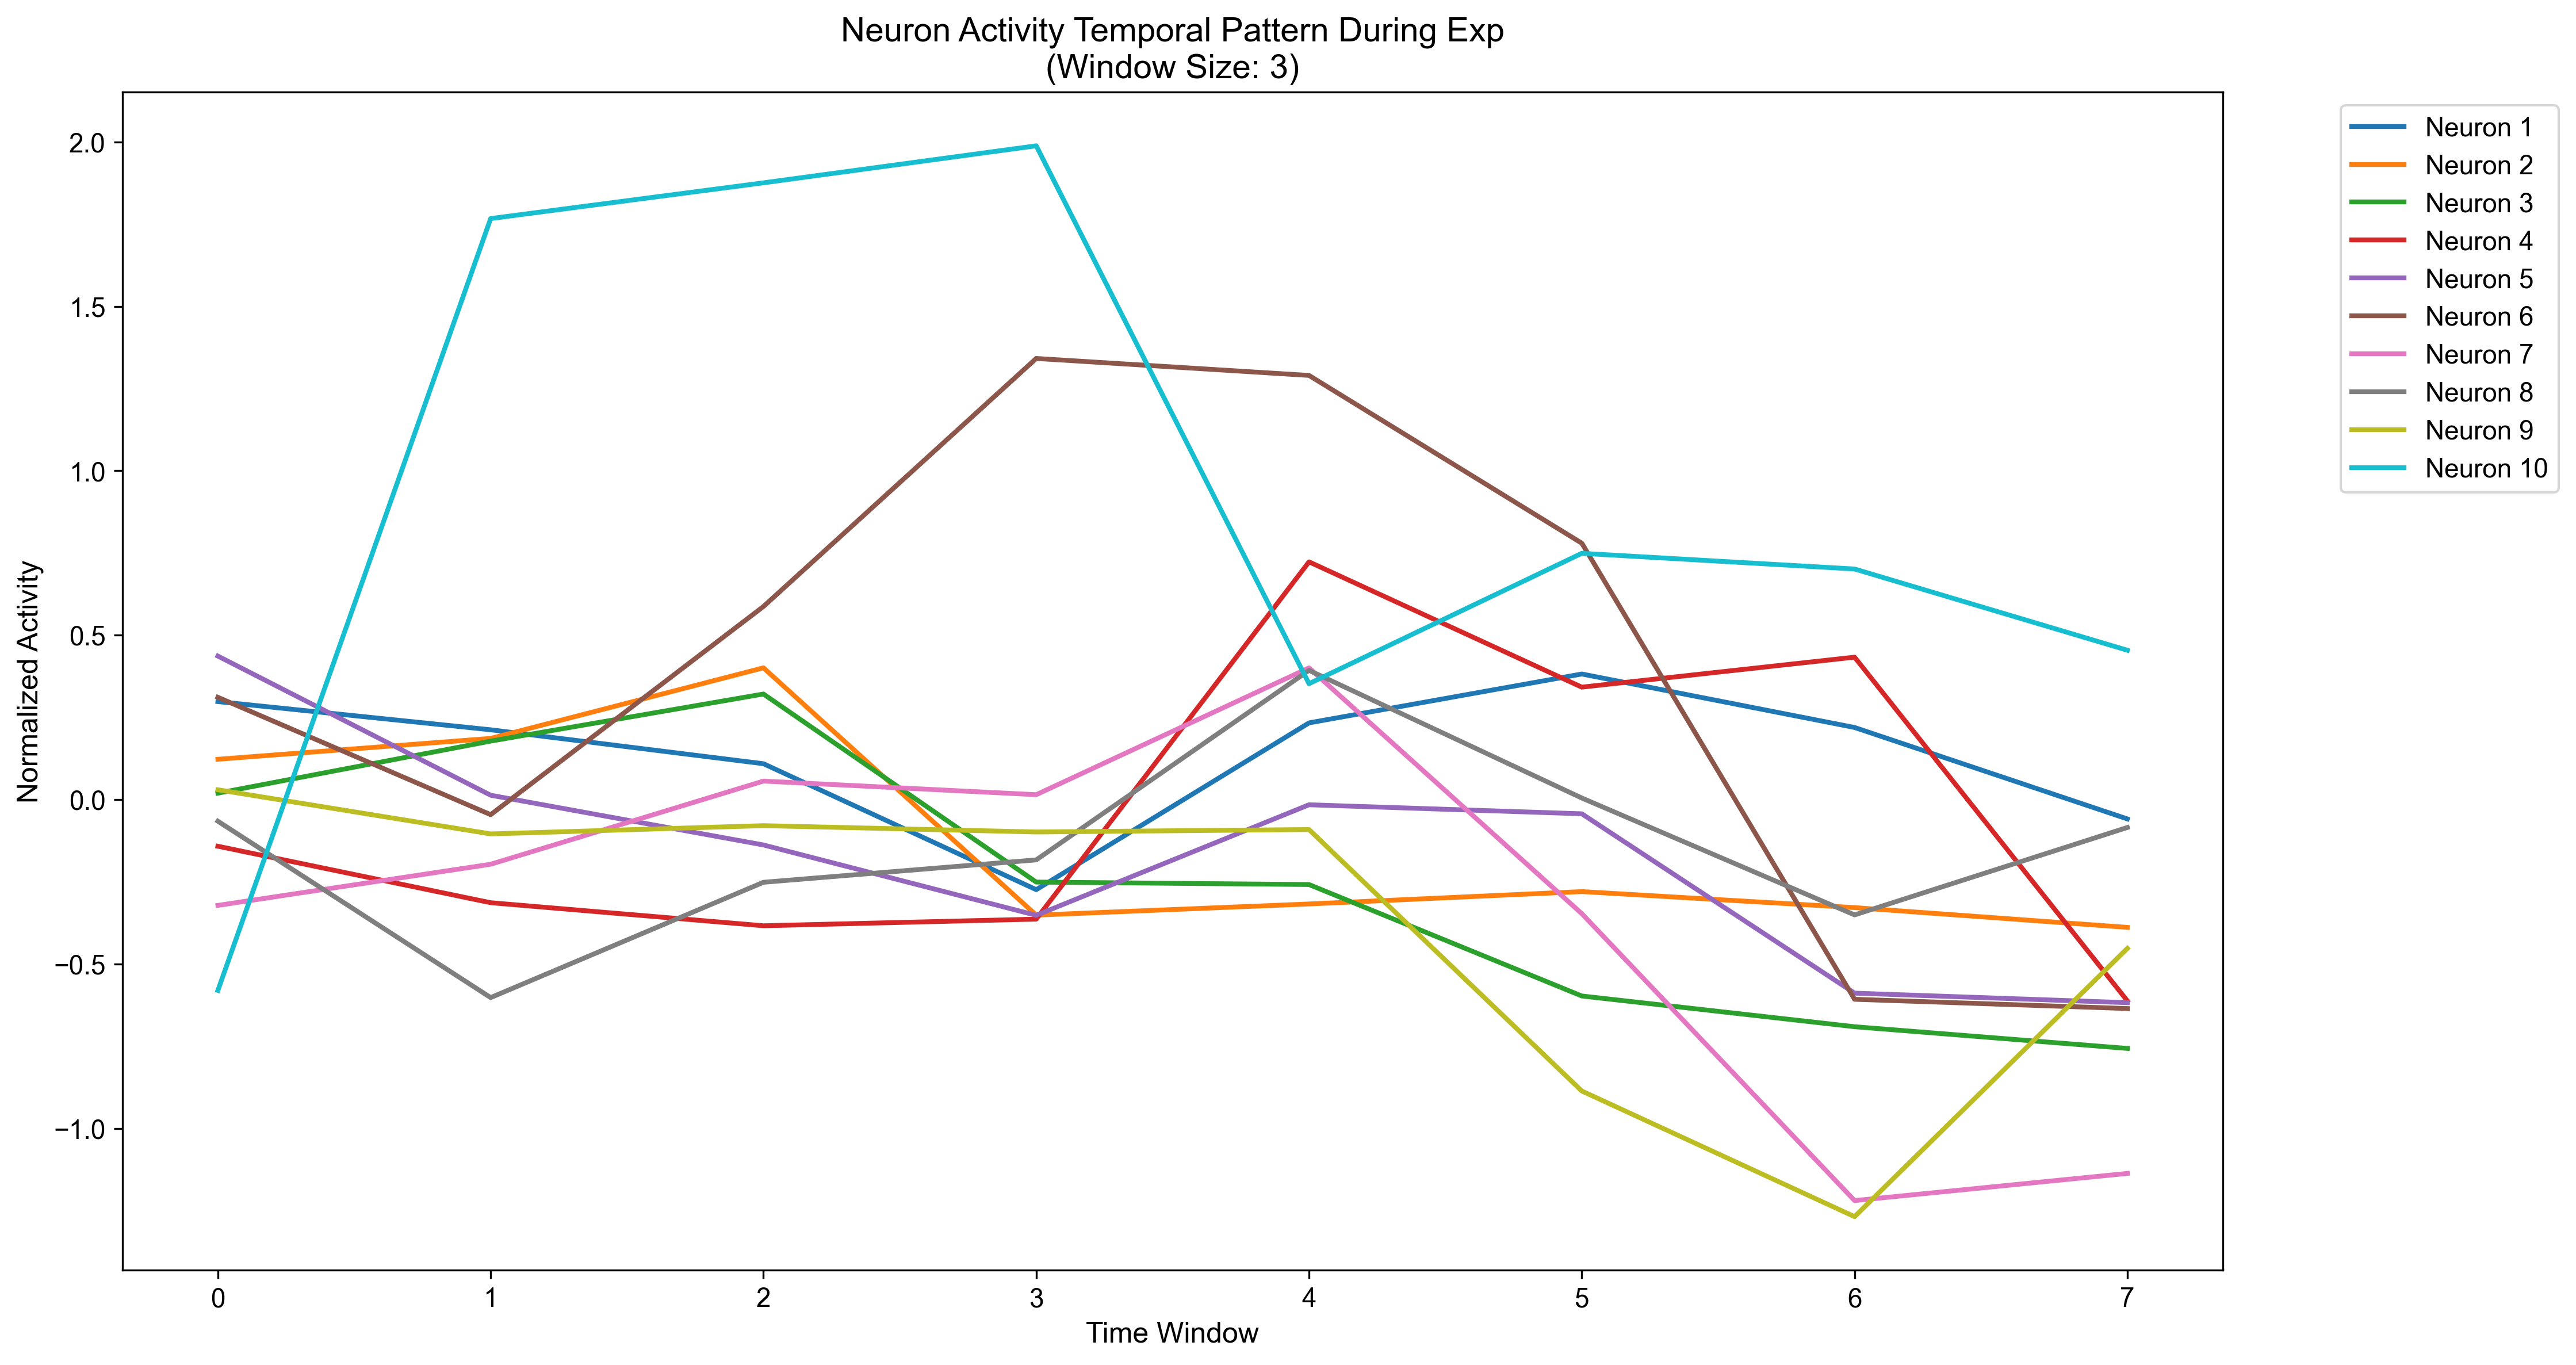 Neuron Activity Temporal Pattern During Exp
(Window Size: 3)
Neuron 1
Neuron 2
Neuron 3
Neuron 4
Neuron 5
Neuron 6
Neuron 7
Neuron 8
Neuron 9
Neuron 10
Normalized Activity
2.0
1.5
1.0
0.5
0.0
−0.5
−1.0
0 1 2 3 4 5 6 7
Time Window